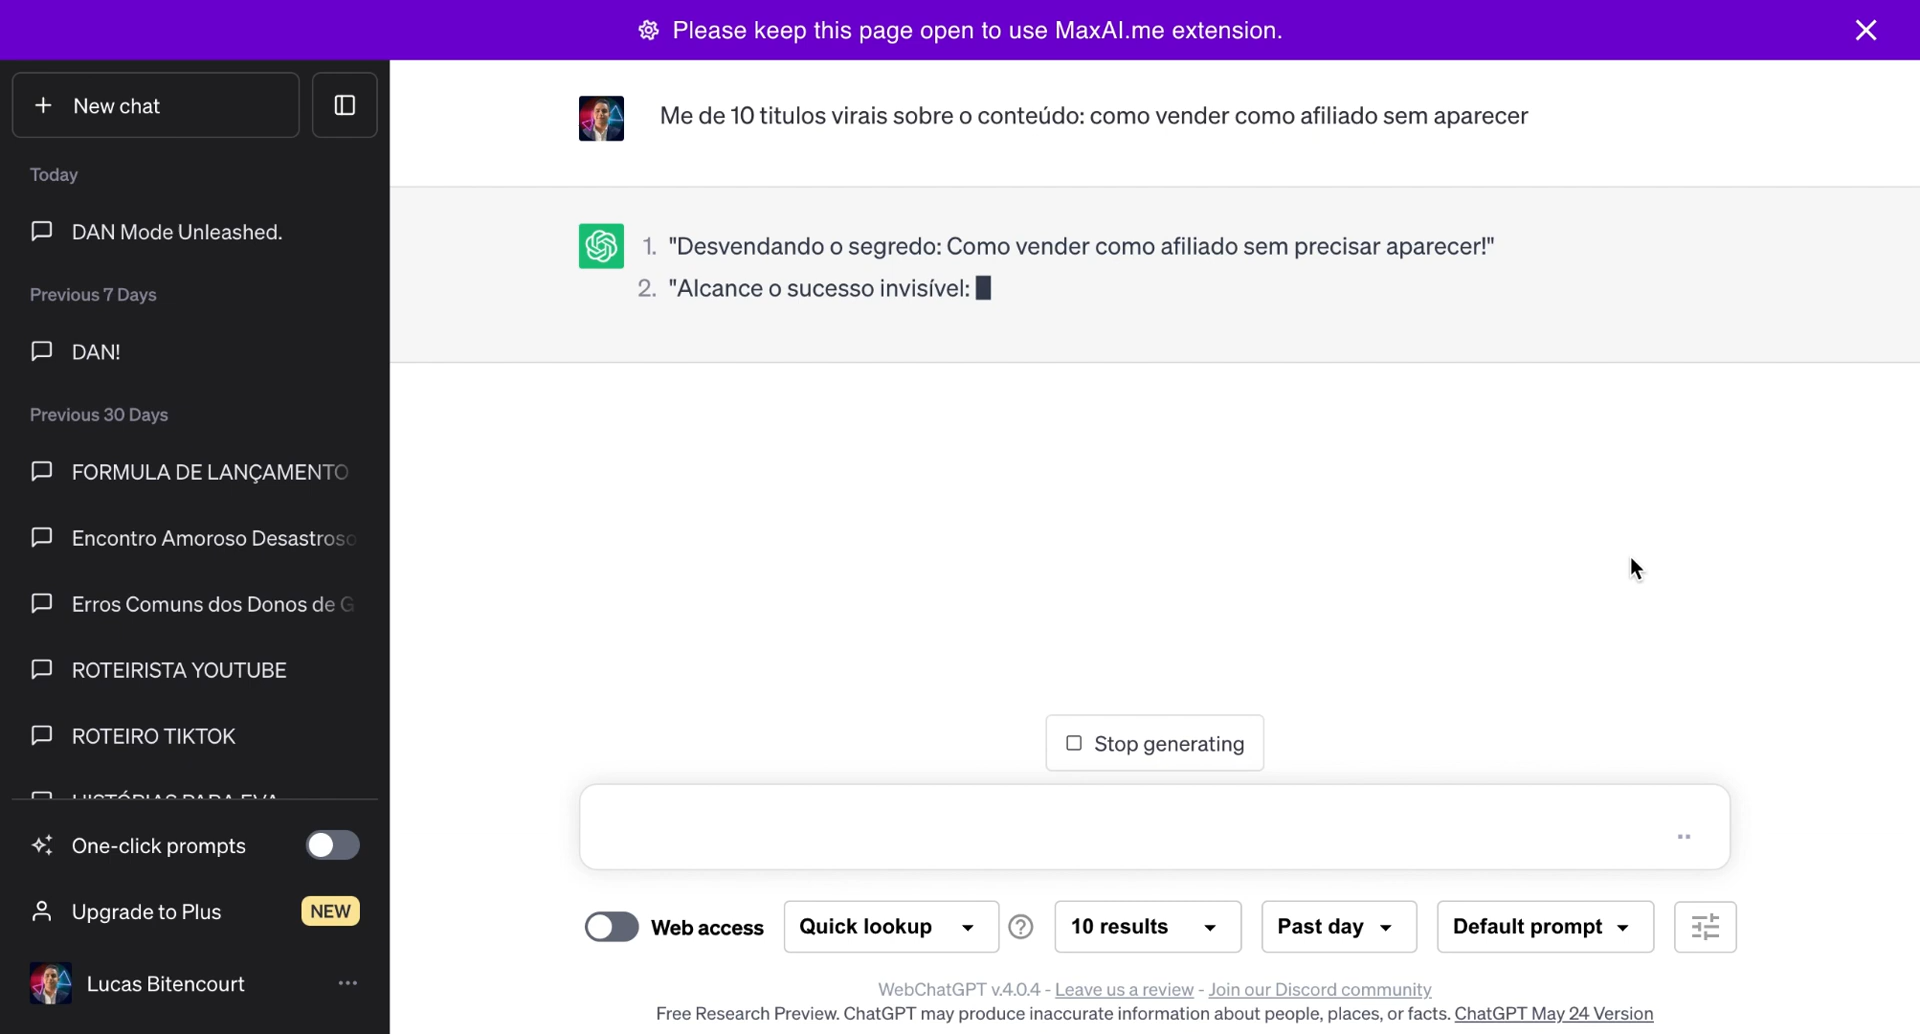 Please keep this page open to use MaxAI.me extension.
New chat
Today
DAN Mode Unleashed.
Previous 7 Days
DAN!
Previous 30 Days
FORMULA DE LANÇAMENTO
Encontro Amoroso Desastroso
Erros Comuns dos Donos de G
ROTEIRISTA YOUTUBE
ROTEIRO TIKTOK
HISTÓRIAS PARA EVA
One-click prompts
Upgrade to Plus NEW
Lucas Bitencourt
Me de 10 titulos virais sobre o conteúdo: como vender como afiliado sem aparecer
1. "Desvendando o segredo: Como vender como afiliado sem precisar aparecer!"
2. "Alcance o sucesso invisível:
Stop generating
Web access Quick lookup 10 results Past day Default prompt
WebChatGPT v.4.0.4 - Leave us a review - Join our Discord community
Free Research Preview. ChatGPT may produce inaccurate information about people, places, or facts. ChatGPT May 24 Version